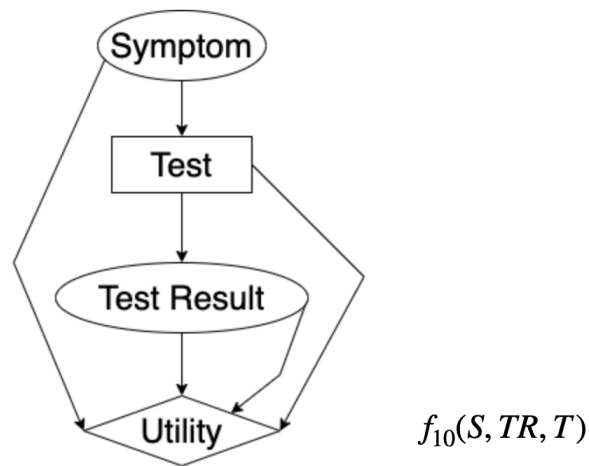 Symptom
Test
Test Result
Utility
f₁₀(S, TR, T)